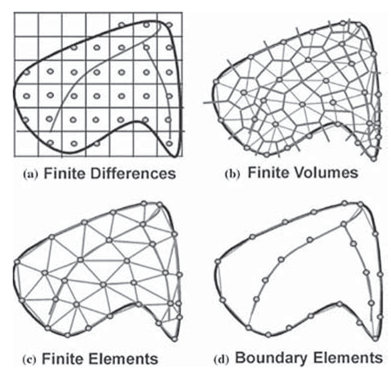 (a) Finite Differences
(b) Finite Volumes
(c) Finite Elements
(d) Boundary Elements